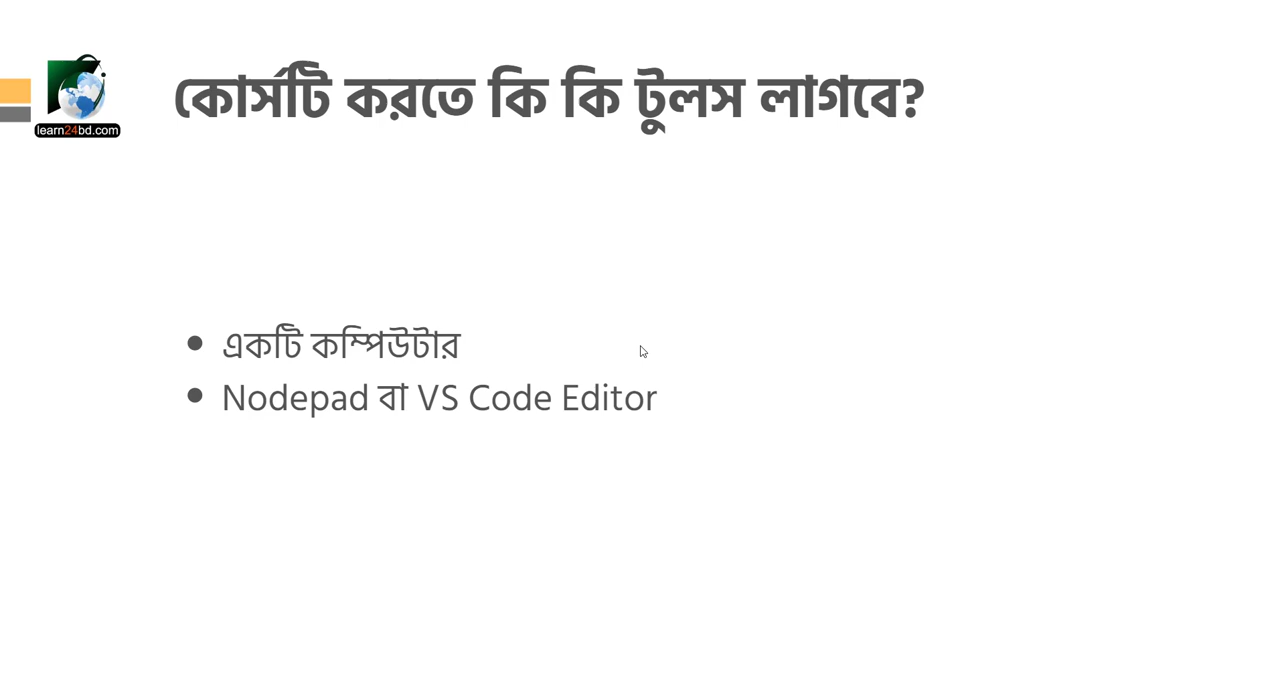 learn24bd.com
কোর্সটি করতে কি কি টুলস লাগবে?
একটি কম্পিউটার
Nodepad বা VS Code Editor